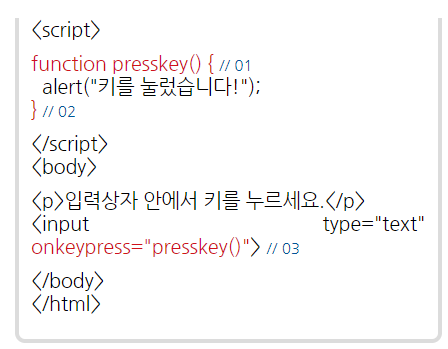 <script>
function presskey() { // 01
alert("키를 눌렀습니다!");
} // 02
</script>
<body>
<p>입력상자 안에서 키를 누르세요.</p>
<input type="text"
onkeypress="presskey()"> // 03
</body>
</html>